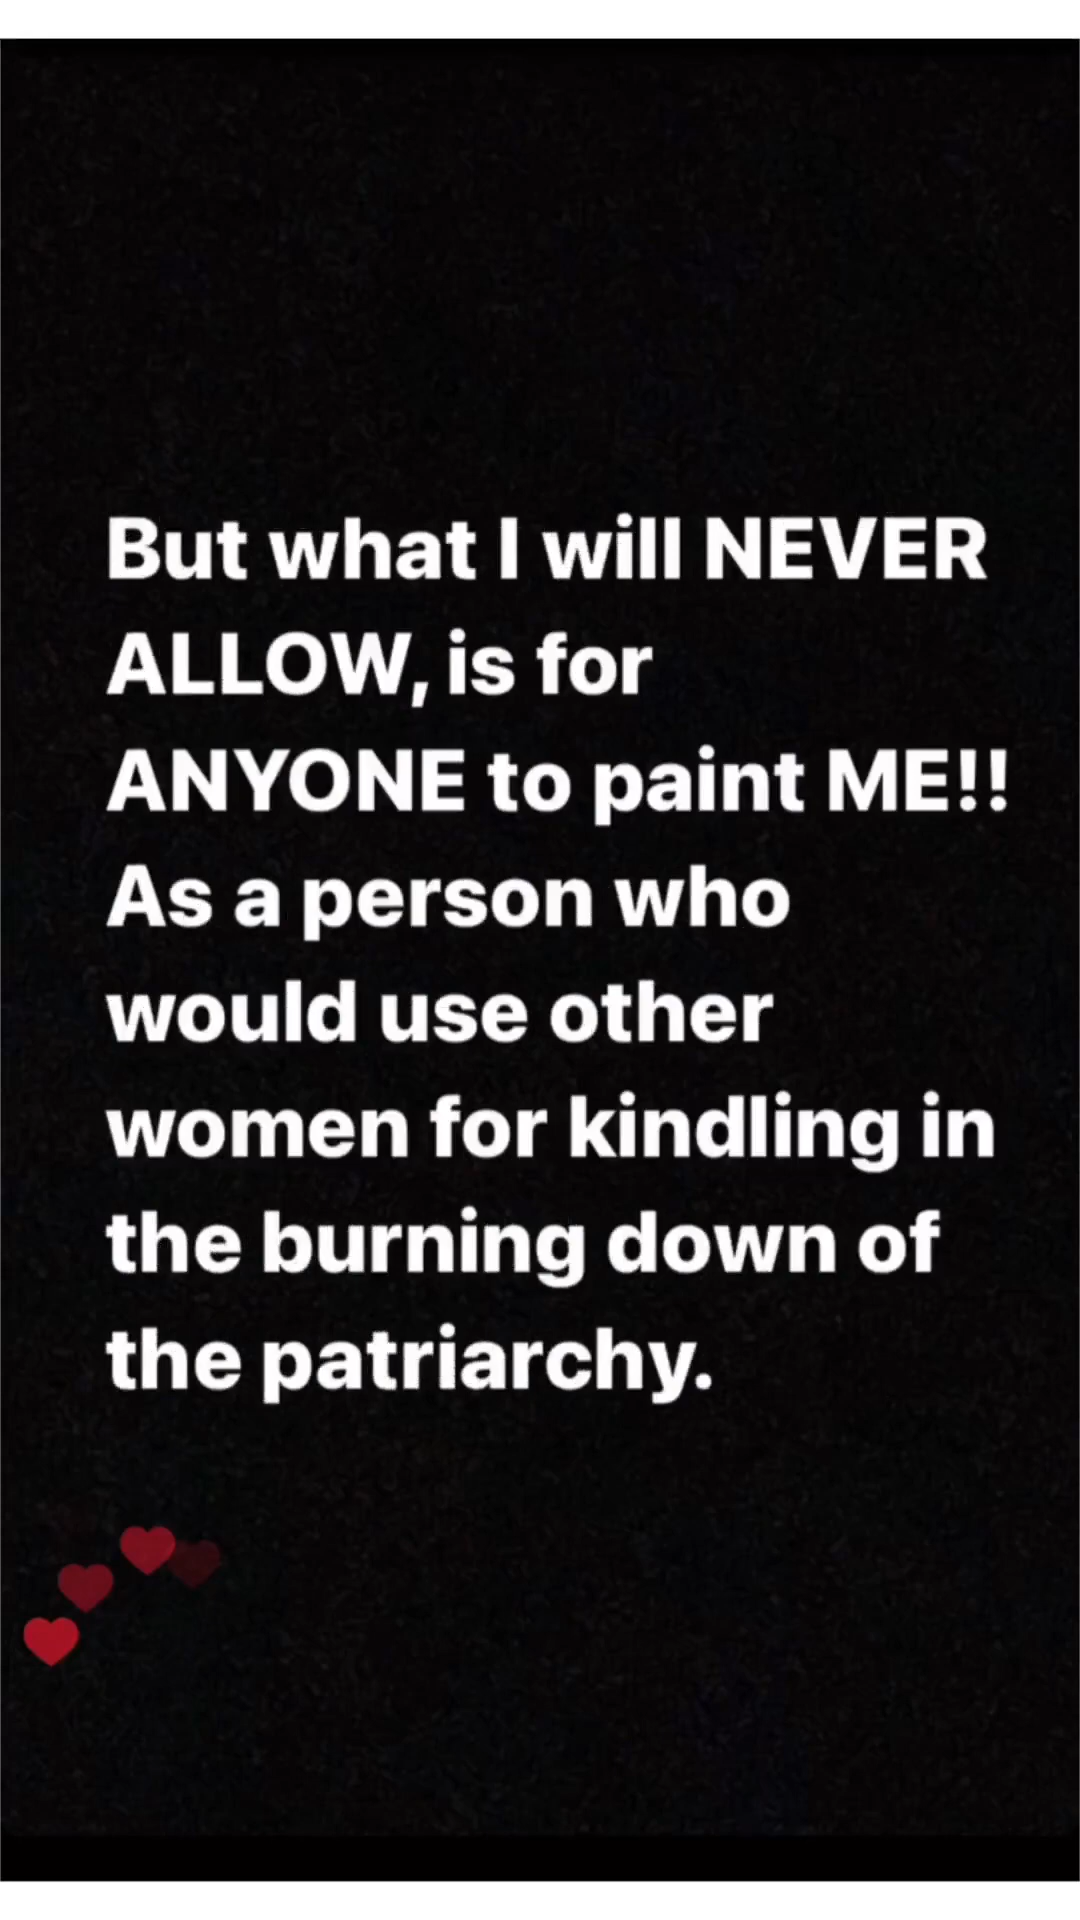 But what I will NEVER
ALLOW, is for
ANYONE to paint ME!!
As a person who
would use other
women for kindling in
the burning down of
the patriarchy.